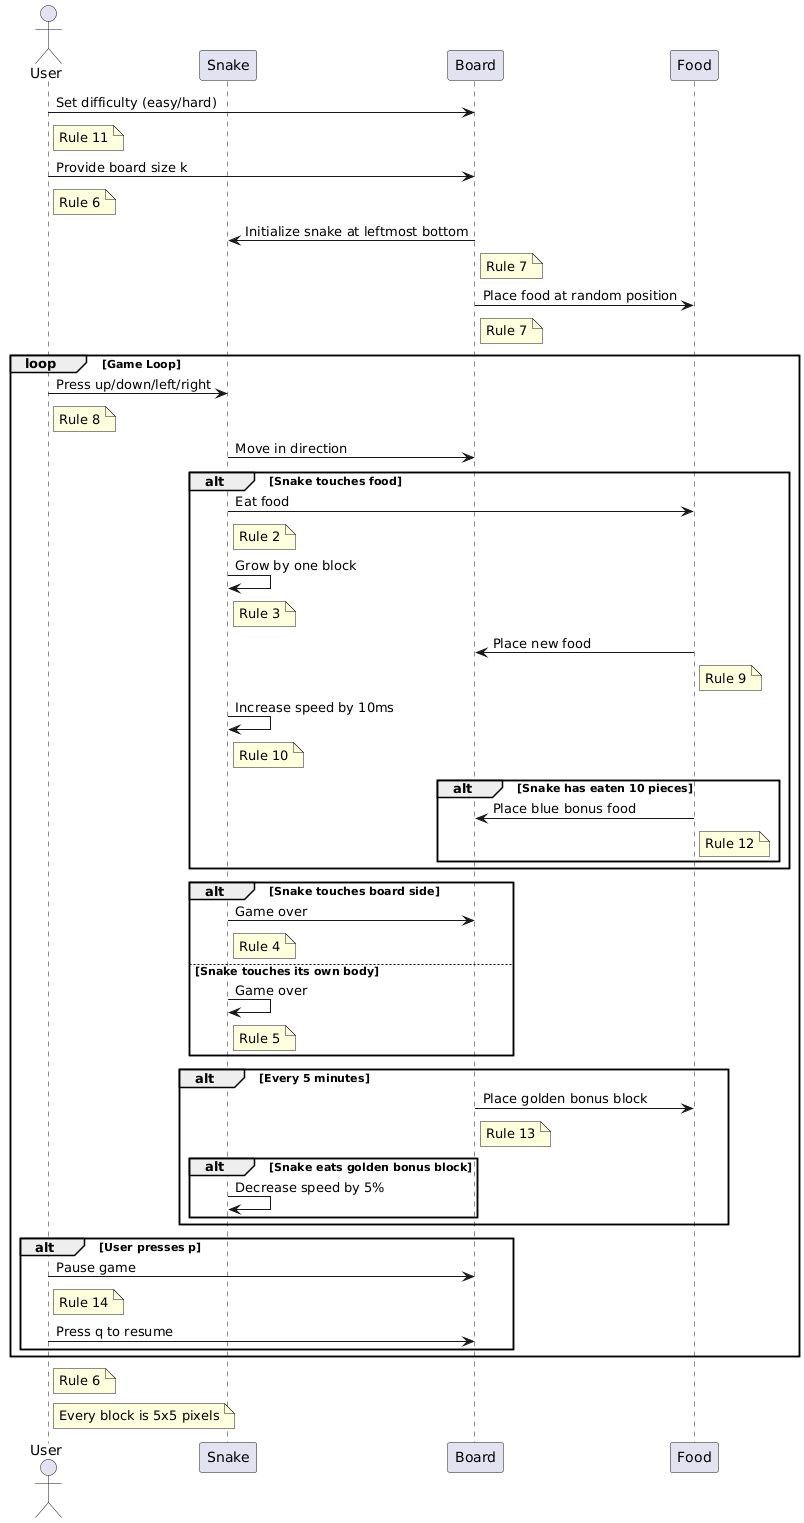 User
Snake
Board
Food
Set difficulty (easy/hard)
Rule 11
Provide board size k
Rule 6
Initialize snake at leftmost bottom
Rule 7
Place food at random position
Rule 7
loop [Game Loop]
Press up/down/left/right
Rule 8
Move in direction
alt [Snake touches food]
Eat food
Rule 2
Grow by one block
Rule 3
Place new food
Rule 9
Increase speed by 10ms
Rule 10
alt [Snake has eaten 10 pieces]
Place blue bonus food
Rule 12
alt [Snake touches board side]
Game over
Rule 4
[Snake touches its own body]
Game over
Rule 5
alt [Every 5 minutes]
Place golden bonus block
Rule 13
alt [Snake eats golden bonus block]
Decrease speed by 5%
alt [User presses p]
Pause game
Rule 14
Press q to resume
Rule 6
Every block is 5x5 pixels
User
Snake
Board
Food